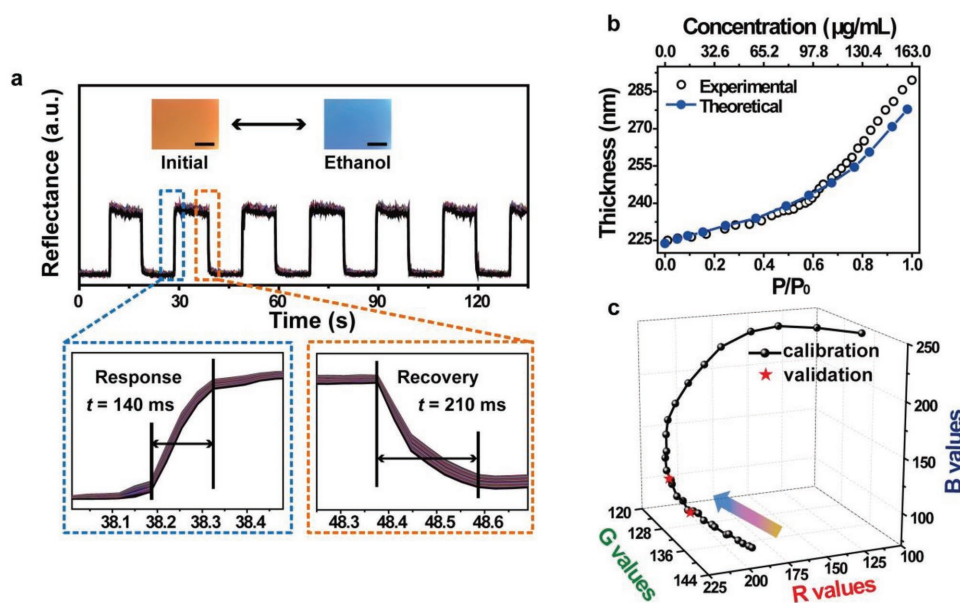 a
Reflectance (a.u.)
Initial
Ethanol
0 30 60 90 120
Time (s)
Response
t = 140 ms
38.1 38.2 38.3 38.4
Recovery
t = 210 ms
48.3 48.4 48.5 48.6
b
Concentration (μg/mL)
0.0 32.6 65.2 97.8 130.4 163.0
Experimental
Theoretical
Thickness (nm)
285
270
255
240
225
0.0 0.2 0.4 0.6 0.8 1.0
P/P0
c
calibration
validation
250
200
150
100
B values
120
128
136
144
G values
225 200 175 150 125 100
R values